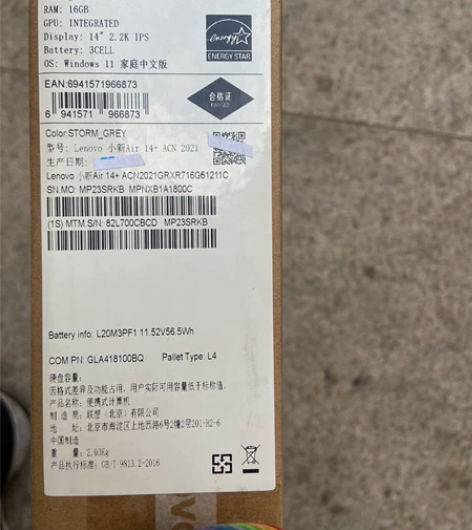 RAM: 16GB
GPU: INTEGRATED
Display: 14" 2.2K IPS
Battery: 3CELL
OS: Windows 11 家庭中文版
energy
ENERGY STAR
EAN:6941571966873
6 941571 966873
合格证
Color STORM_GREY
型号: Lenovo 小新Air 14+ ACN 2021
生产日期:
Lenovo 小新Air 14+ ACN2021GRXR716G51211C
SN.MO: MP23SRKB MPNXB1A1800C
(1S) MTM.S/N: 82L700CBCD MP23SRKB
Battery info: L20M3PF1 11.52V56.5Wh
COM PN: GLA418100BQ Pallet Type: L4
硬盘容量:
因格式差异及功能占用，用户实际可用容量低于标称值。
产品名称: 便携式计算机
制 造 商: 联想（北京）有限公司
地 址: 北京市海淀区上地西路6号2幢2层201-H2-6
中国制造
重 量: 2.03Kg
产品执行标准: GB/T 9813.2-2016